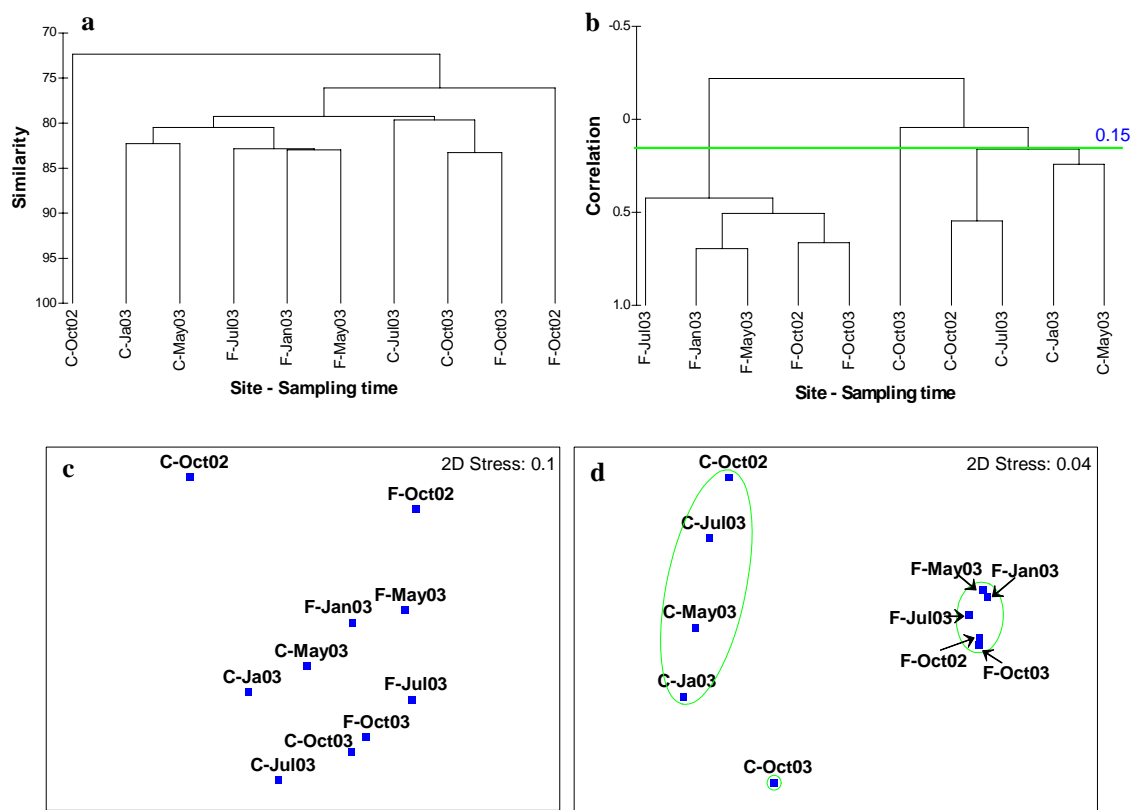 a
70
75
80
85
90
95
100
Similarity
C-Oct02
C-Ja03
C-May03
F-Jul03
F-Jan03
F-May03
C-Jul03
C-Oct03
F-Oct03
F-Oct02
Site - Sampling time
b
-0.5
0
0.5
1.0
Correlation
0.15
F-Jul03
F-Jan03
F-May03
F-Oct02
F-Oct03
C-Oct03
C-Oct02
C-Jul03
C-Ja03
C-May03
Site - Sampling time
c
2D Stress: 0.1
C-Oct02
F-Oct02
F-May03
F-Jan03
C-May03
C-Ja03
F-Jul03
F-Oct03
C-Oct03
C-Jul03
d
2D Stress: 0.04
C-Oct02
C-Jul03
F-May03
F-Jan03
C-May03
F-Jul03
F-Oct02
F-Oct03
C-Ja03
C-Oct03